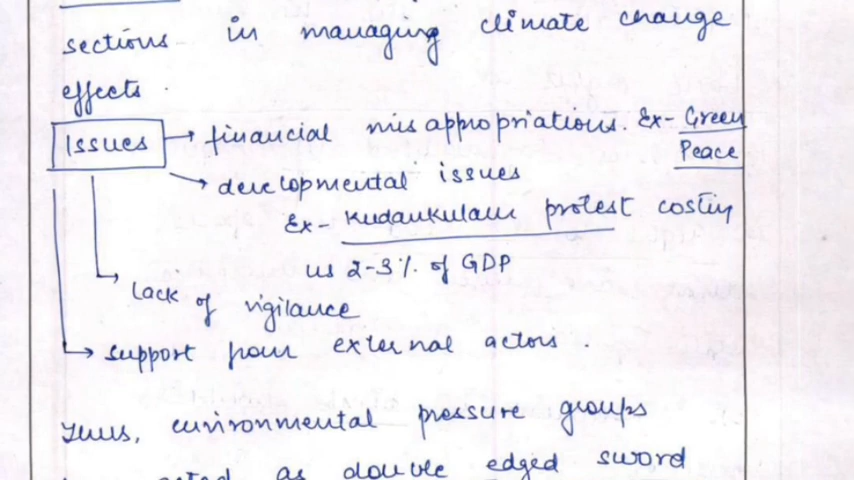 sections in managing climate change
effects.
Issues → financial misappropriations. Ex- Green
Peace
→ developmental issues
Ex- Kudankulam protest costing
us 2-3% of GDP
→ Lack of vigilance
→ support from external actors.
Thus, environmental pressure groups
acted as double edged sword